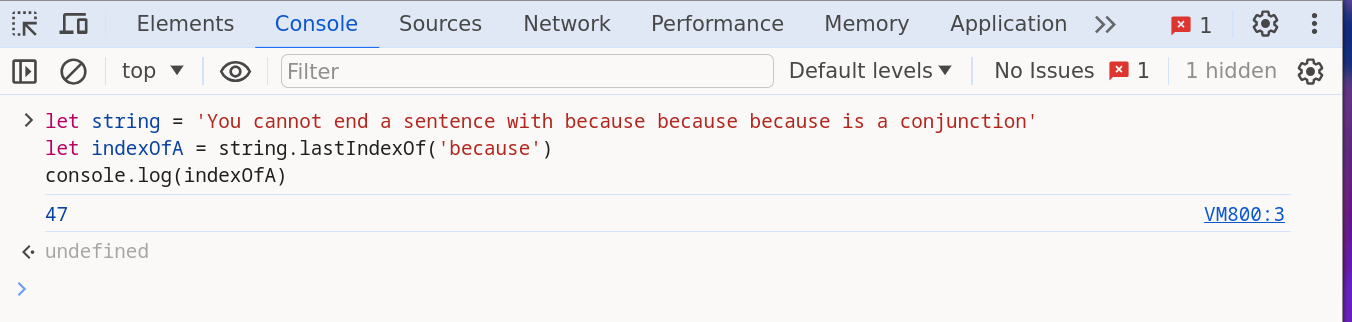 Elements Console Sources Network Performance Memory Application 1
top Filter Default levels No Issues 1 1 hidden
let string = 'You cannot end a sentence with because because because is a conjunction'
let indexOfA = string.lastIndexOf('because')
console.log(indexOfA)
47 VM800:3
undefined